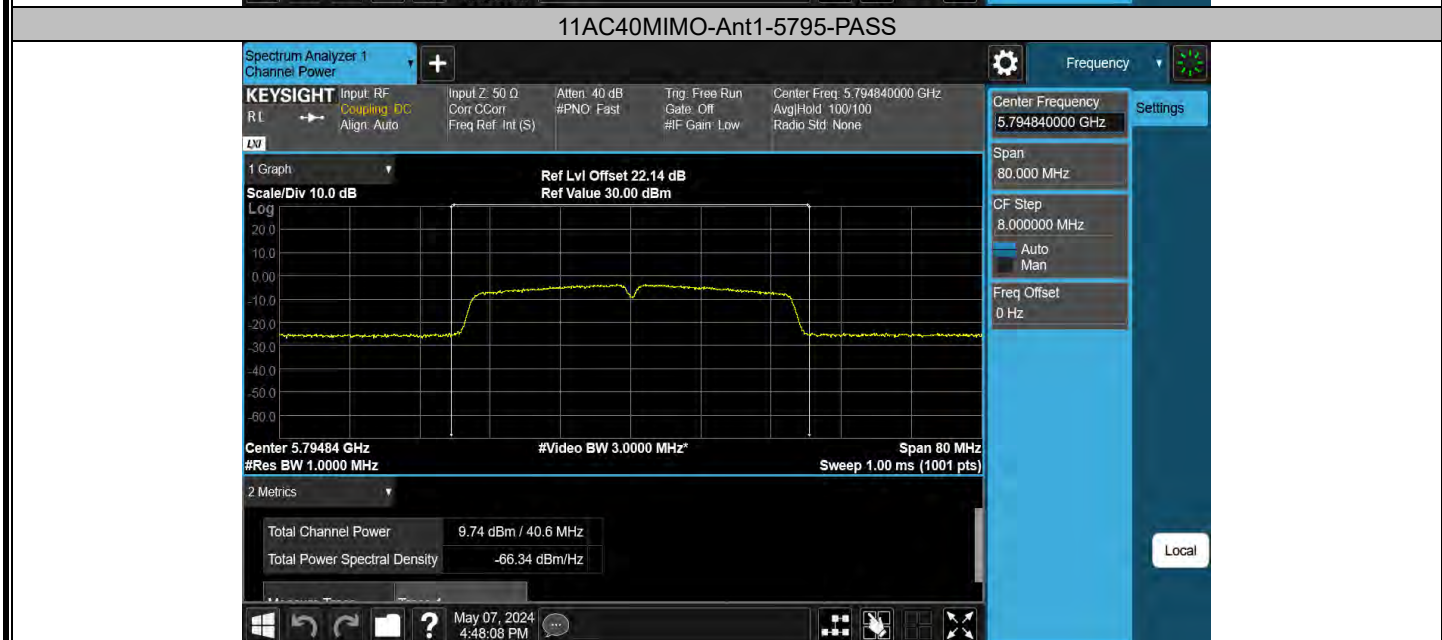 11AC40MIMO-Ant1-5795-PASS
Spectrum Analyzer 1
Channel Power
Frequency
KEYSIGHT
RL
LXI
Input: RF
Coupling: DC
Align: Auto
Input Z: 50 Ω
Corr CCorr
Freq Ref: Int (S)
Atten: 40 dB
#PNO: Fast
Trig: Free Run
Gate: Off
#IF Gain: Low
Center Freq: 5.794840000 GHz
Avg|Hold: 100/100
Radio Std: None
Center Frequency
5.794840000 GHz
Settings
Span
80.000 MHz
CF Step
8.000000 MHz
Auto
Man
Freq Offset
0 Hz
1 Graph
Scale/Div 10.0 dB
Ref Lvl Offset 22.14 dB
Ref Value 30.00 dBm
Log
20.0
10.0
0.00
-10.0
-20.0
-30.0
-40.0
-50.0
-60.0
Center 5.79484 GHz
#Video BW 3.0000 MHz*
Span 80 MHz
#Res BW 1.0000 MHz
Sweep 1.00 ms (1001 pts)
2 Metrics
Total Channel Power 9.74 dBm / 40.6 MHz
Total Power Spectral Density -66.34 dBm/Hz
Local
?
May 07, 2024
4:48:08 PM